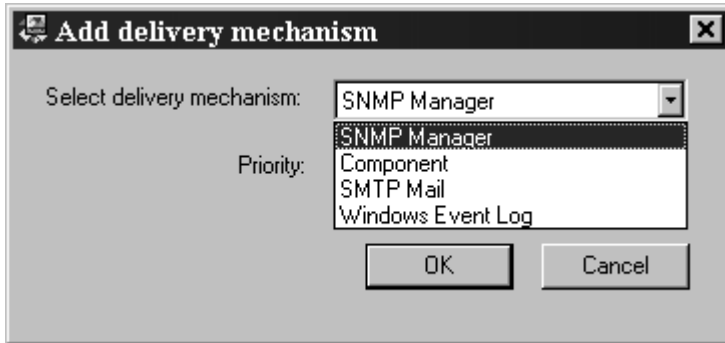 Add delivery mechanism
Select delivery mechanism: SNMP Manager
SNMP Manager
Priority: Component
SMTP Mail
Windows Event Log
OK Cancel